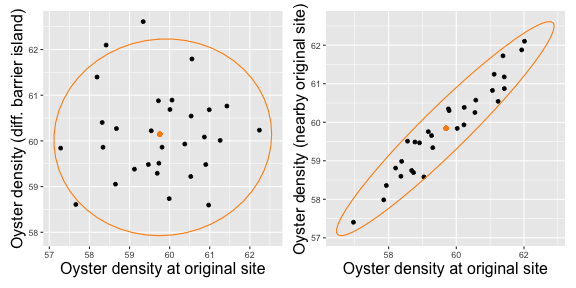 Oyster density (diff. barrier island)
62
61
60
59
58
57 58 59 60 61 62
Oyster density at original site
Oyster density (nearby original site)
62
61
60
59
58
57
58 60 62
Oyster density at original site